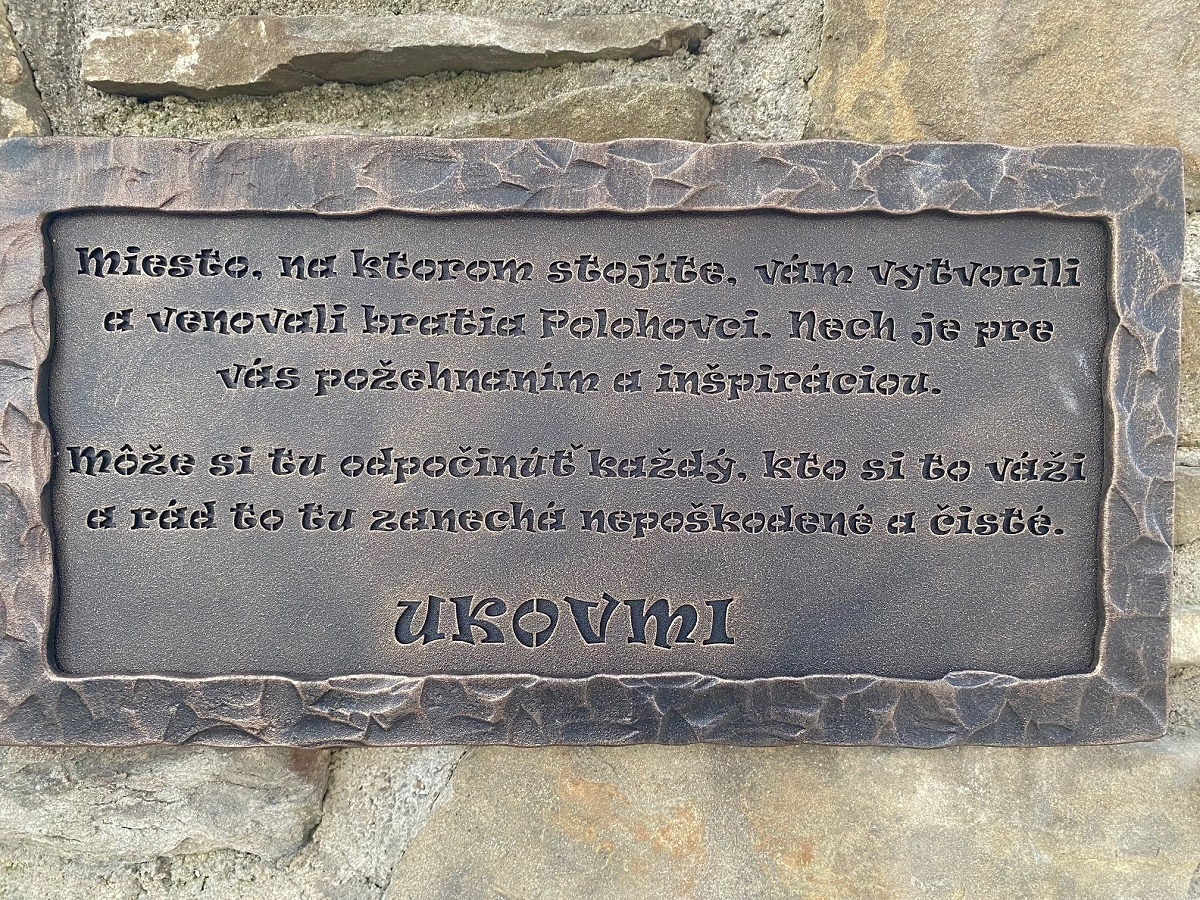 Miesto, na ktorom stojíte, vám vytvorili
a venovali bratia Polohovci. Nech je pre
vás požehnaním a inšpiráciou.
Môže si tu odpočinúť každý, kto si to váži
a rád to tu zanechá nepoškodené a čisté.
UKOVMI